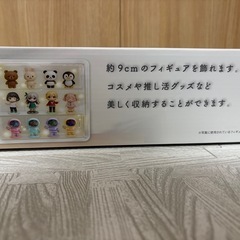 約9cmのフィギュアを飾れます。
コスメや推し活グッズなど
美しく収納することができます。